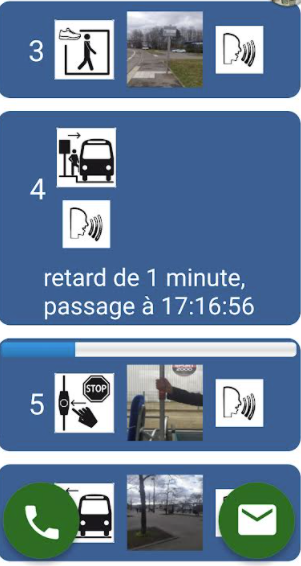 3
4
retard de 1 minute,
passage à 17:16:56
5
STOP